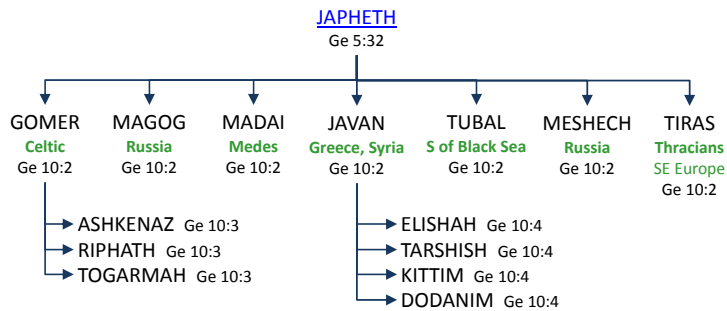 JAPHETH
Ge 5:32
GOMER MAGOG MADAI JAVAN TUBAL MESHECH TIRAS
Celtic Russia Medes Greece, Syria S of Black Sea Russia Thracians
Ge 10:2 Ge 10:2 Ge 10:2 Ge 10:2 Ge 10:2 Ge 10:2 SE Europe
Ge 10:2
ASHKENAZ Ge 10:3 ELISHAH Ge 10:4
RIPHATH Ge 10:3 TARSHISH Ge 10:4
TOGARMAH Ge 10:3 KITTIM Ge 10:4
DODANIM Ge 10:4